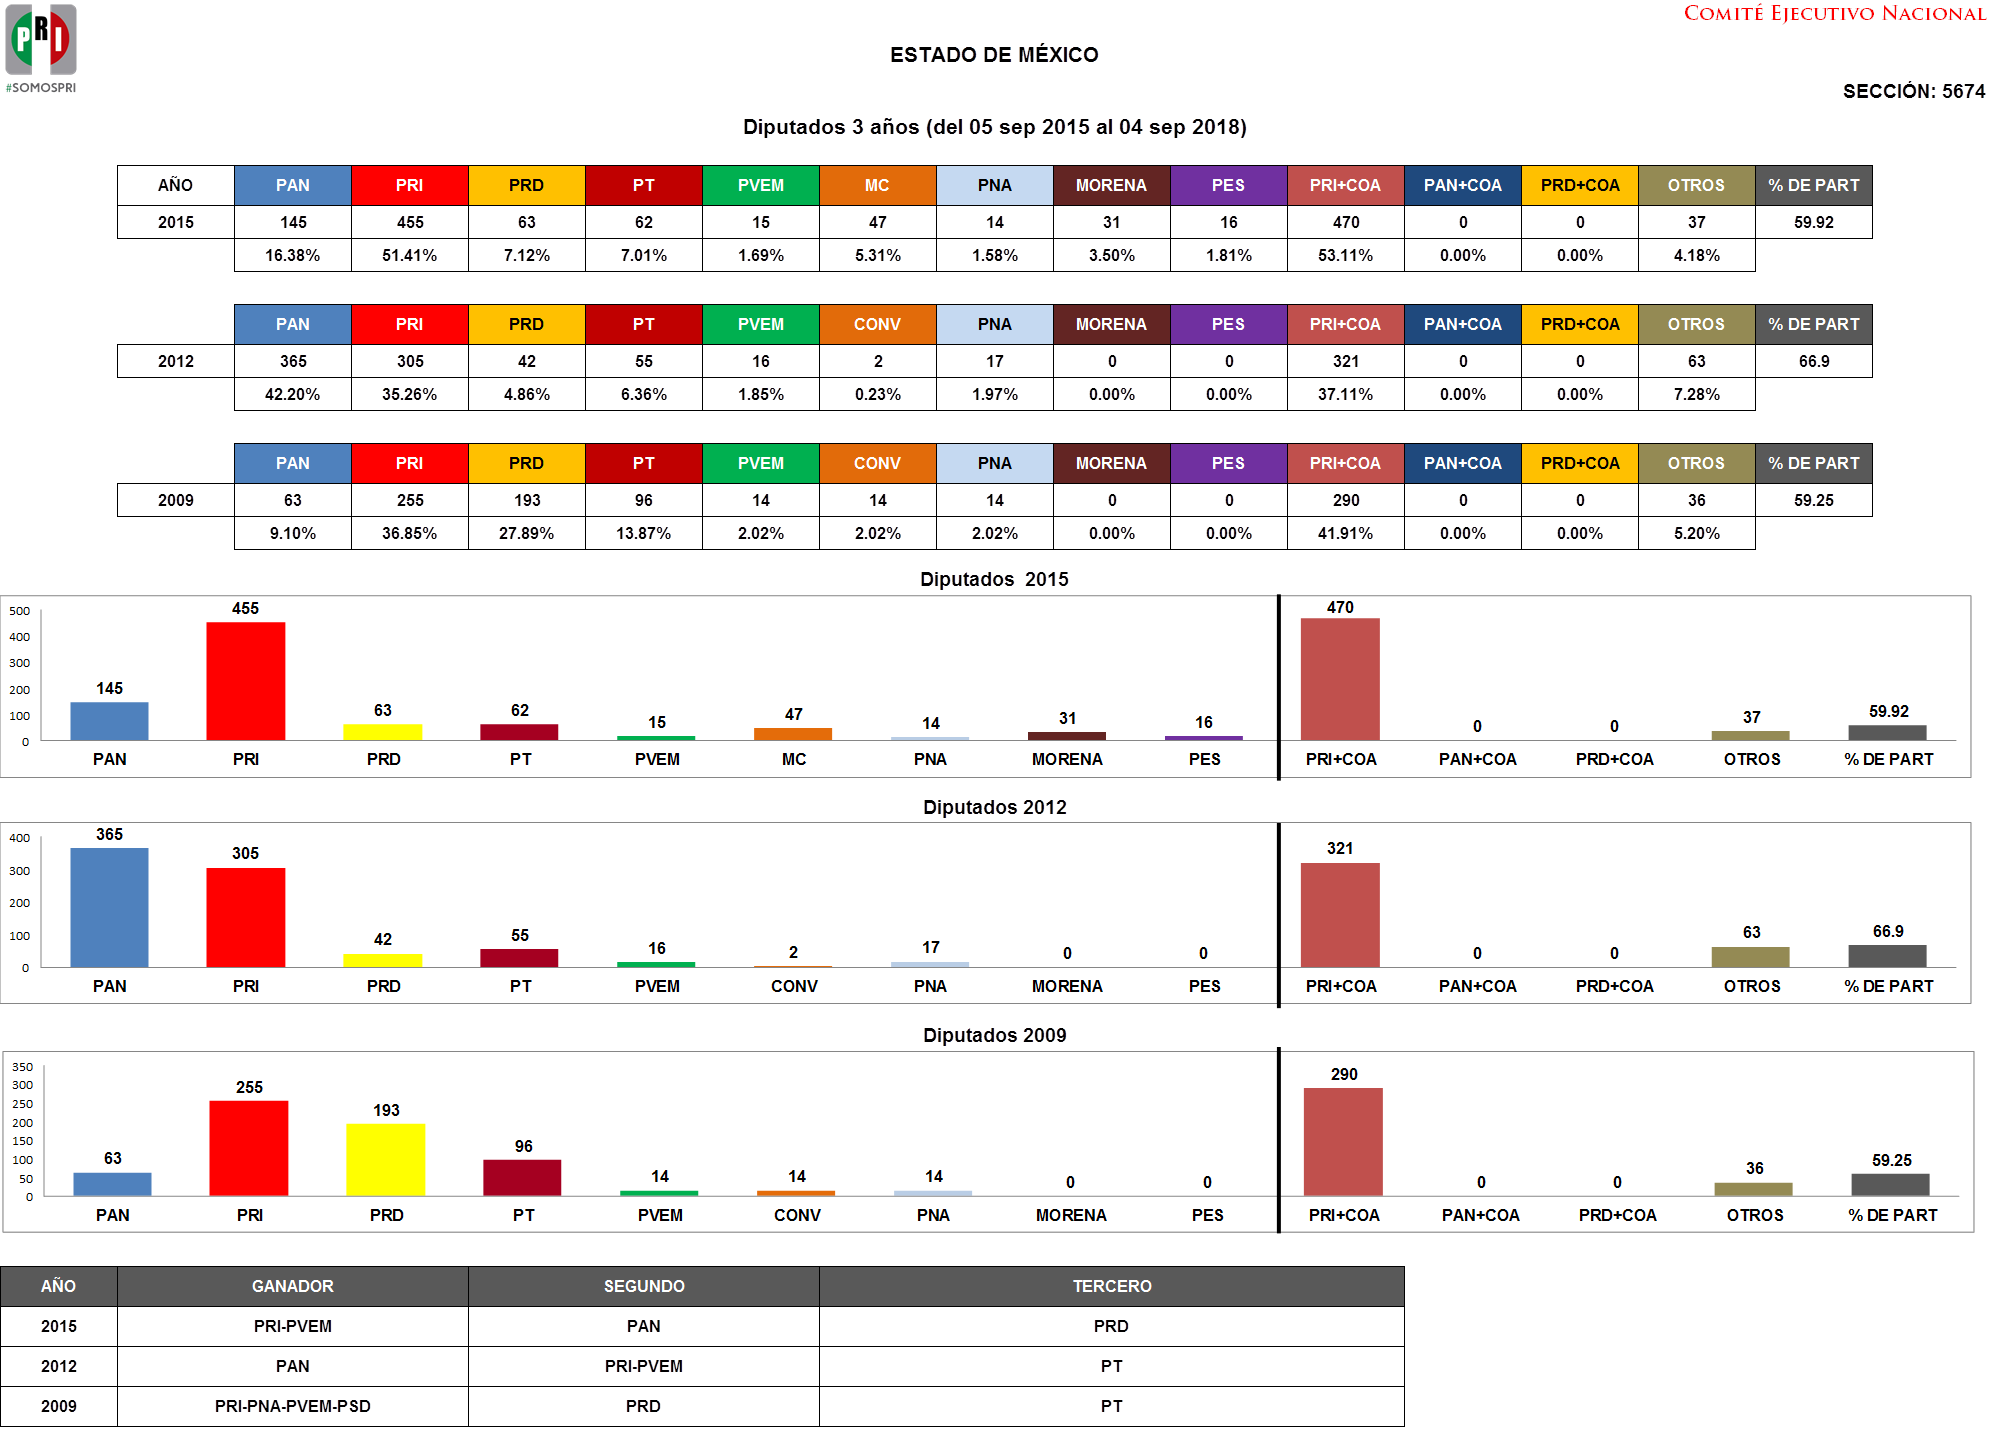 PRI
#SOMOSPRI
COMITÉ EJECUTIVO NACIONAL
ESTADO DE MÉXICO
SECCIÓN: 5674
Diputados 3 años (del 05 sep 2015 al 04 sep 2018)
AÑO PAN PRI PRD PT PVEM MC PNA MORENA PES PRI+COA PAN+COA PRD+COA OTROS % DE PART
2015 145 455 63 62 15 47 14 31 16 470 0 0 37 59.92
16.38% 51.41% 7.12% 7.01% 1.69% 5.31% 1.58% 3.50% 1.81% 53.11% 0.00% 0.00% 4.18%
PAN PRI PRD PT PVEM CONV PNA MORENA PES PRI+COA PAN+COA PRD+COA OTROS % DE PART
2012 365 305 42 55 16 2 17 0 0 321 0 0 63 66.9
42.20% 35.26% 4.86% 6.36% 1.85% 0.23% 1.97% 0.00% 0.00% 37.11% 0.00% 0.00% 7.28%
PAN PRI PRD PT PVEM CONV PNA MORENA PES PRI+COA PAN+COA PRD+COA OTROS % DE PART
2009 63 255 193 96 14 14 14 0 0 290 0 0 36 59.25
9.10% 36.85% 27.89% 13.87% 2.02% 2.02% 2.02% 0.00% 0.00% 41.91% 0.00% 0.00% 5.20%
Diputados 2015
500
400
300
200
100
0
145 455 63 62 15 47 14 31 16 470 0 0 37 59.92
PAN PRI PRD PT PVEM MC PNA MORENA PES PRI+COA PAN+COA PRD+COA OTROS % DE PART
Diputados 2012
400
300
200
100
0
365 305 42 55 16 2 17 0 0 321 0 0 63 66.9
PAN PRI PRD PT PVEM CONV PNA MORENA PES PRI+COA PAN+COA PRD+COA OTROS % DE PART
Diputados 2009
350
300
250
200
150
100
50
0
63 255 193 96 14 14 14 0 0 290 0 0 36 59.25
PAN PRI PRD PT PVEM CONV PNA MORENA PES PRI+COA PAN+COA PRD+COA OTROS % DE PART
AÑO GANADOR SEGUNDO TERCERO
2015 PRI-PVEM PAN PRD
2012 PAN PRI-PVEM PT
2009 PRI-PNA-PVEM-PSD PRD PT